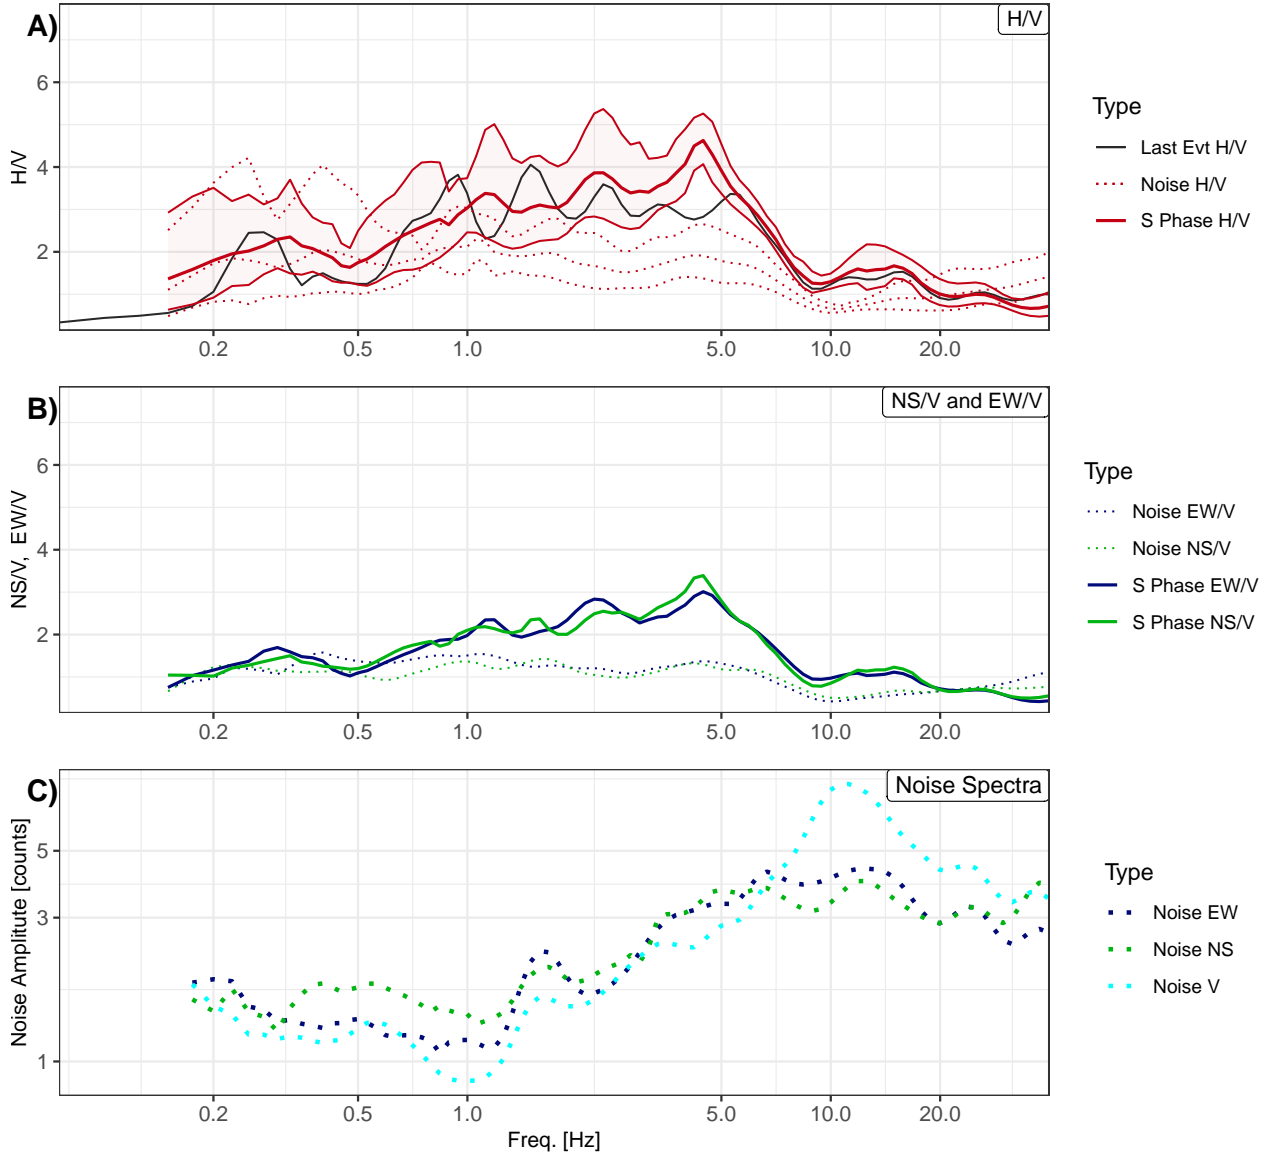 A)
H/V
H/V
6
4
2
0.2 0.5 1.0 5.0 10.0 20.0
Type
Last Evt H/V
Noise H/V
S Phase H/V
B)
NS/V and EW/V
NS/V, EW/V
6
4
2
0.2 0.5 1.0 5.0 10.0 20.0
Type
Noise EW/V
Noise NS/V
S Phase EW/V
S Phase NS/V
C)
Noise Spectra
Noise Amplitute [counts]
5
3
1
0.2 0.5 1.0 5.0 10.0 20.0
Freq. [Hz]
Type
Noise EW
Noise NS
Noise V